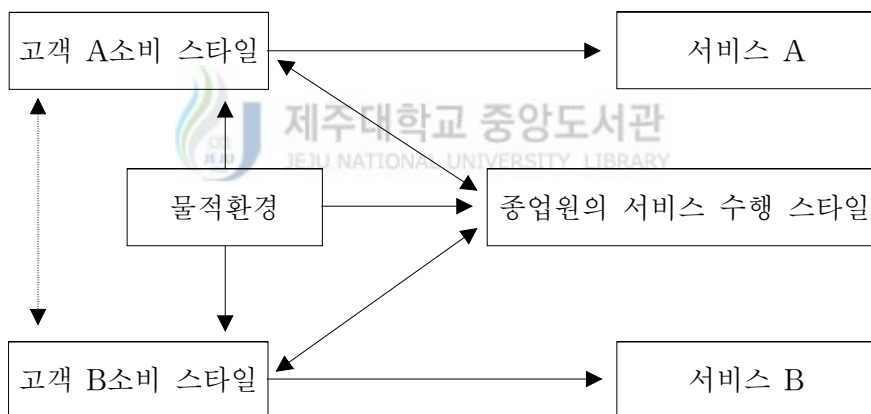 고객 A소비 스타일
서비스 A
제주대학교 중앙도서관
JEJU NATIONAL UNIVERSITY LIBRARY
물적환경
종업원의 서비스 수행 스타일
고객 B소비 스타일
서비스 B